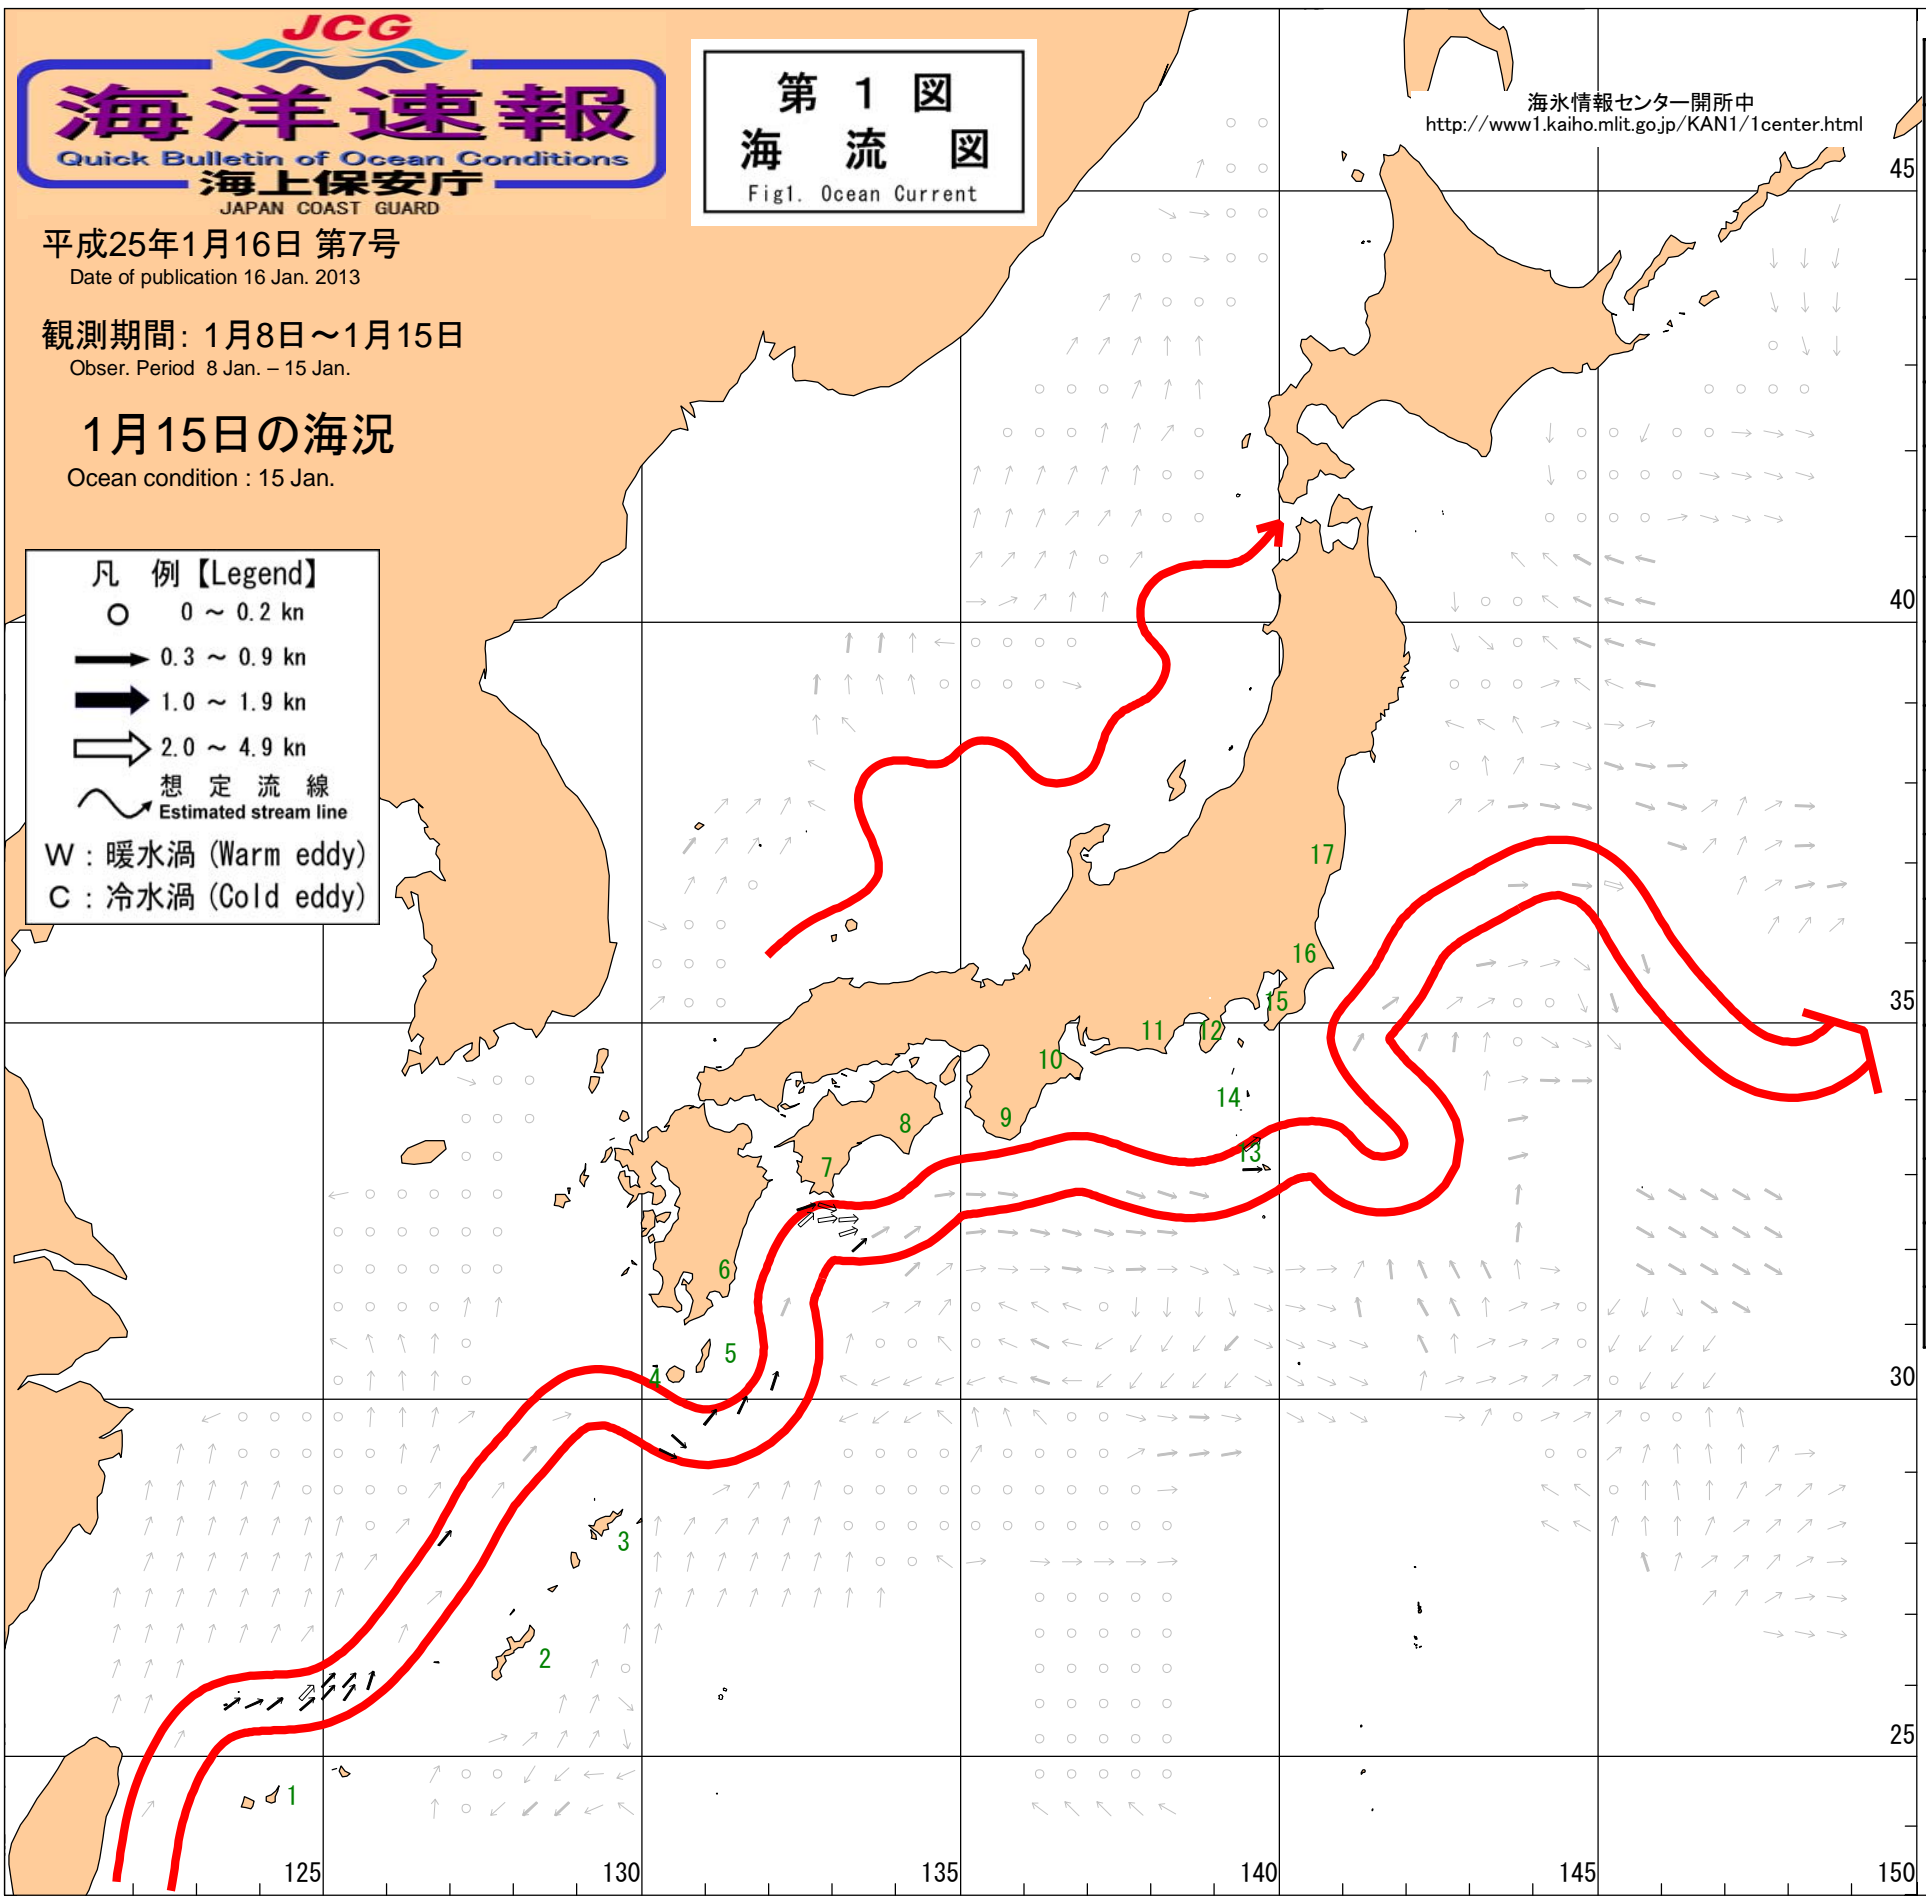 JCG
海洋速報
Quick Bulletin of Ocean Conditions
海上保安庁
JAPAN COAST GUARD
平成25年1月16日 第7号
Date of publication 16 Jan. 2013
観測期間: 1月8日～1月15日
Obser. Period 8 Jan. – 15 Jan.
1月15日の海況
Ocean condition : 15 Jan.
第 1 図
海 流 図
Fig1. Ocean Current
海氷情報センター開所中
http://www1.kaiho.mlit.go.jp/KAN1/1center.html
凡 例【Legend】
0 ～ 0.2 kn
0.3 ～ 0.9 kn
1.0 ～ 1.9 kn
2.0 ～ 4.9 kn
想 定 流 線
Estimated stream line
W : 暖水渦 (Warm eddy)
C : 冷水渦 (Cold eddy)
45
40
35
30
25
17
16
15
12
11
10
14
13
9
8
7
6
5
4
3
2
1
125
130
135
140
145
150